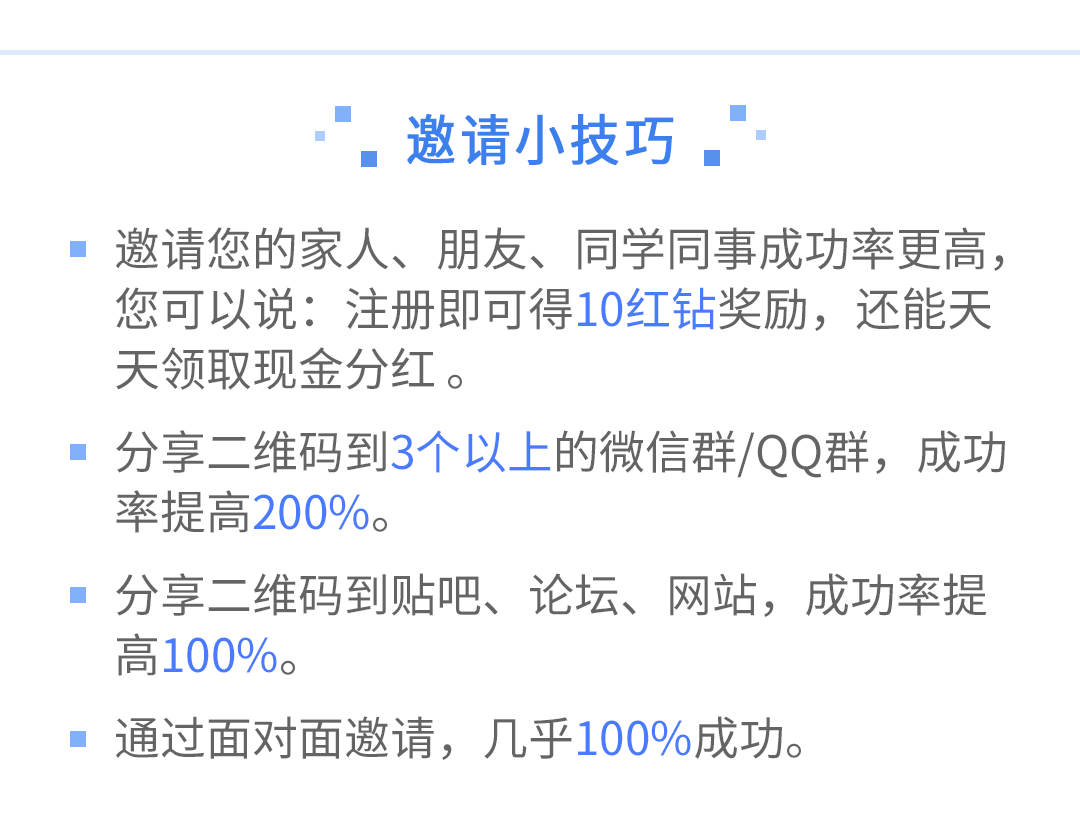 邀请小技巧
邀请您的家人、朋友、同学同事成功率更高，
您可以说：注册即可得10红钻奖励，还能天
天领取现金分红 。
分享二维码到3个以上的微信群/QQ群，成功
率提高200%。
分享二维码到贴吧、论坛、网站，成功率提
高100%。
通过面对面邀请，几乎100%成功。